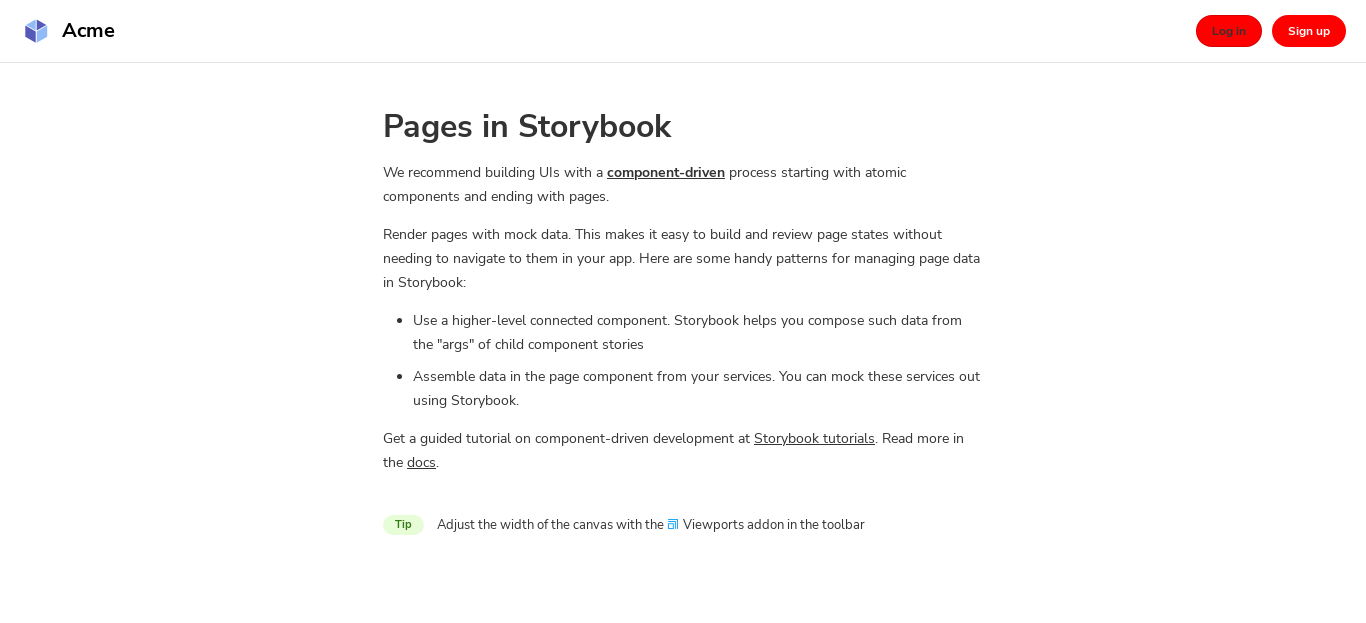 Acme
Log in
Sign up
Pages in Storybook
We recommend building UIs with a component-driven process starting with atomic
components and ending with pages.
Render pages with mock data. This makes it easy to build and review page states without
needing to navigate to them in your app. Here are some handy patterns for managing page data
in Storybook:
Use a higher-level connected component. Storybook helps you compose such data from
the "args" of child component stories
Assemble data in the page component from your services. You can mock these services out
using Storybook.
Get a guided tutorial on component-driven development at Storybook tutorials. Read more in
the docs.
Tip
Adjust the width of the canvas with the Viewports addon in the toolbar